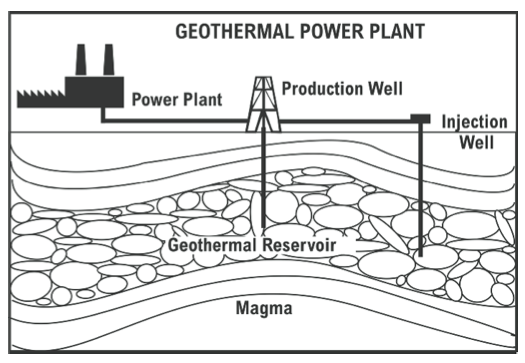 GEOTHERMAL POWER PLANT
Production Well
Power Plant
Injection
Well
Geothermal Reservoir
Magma